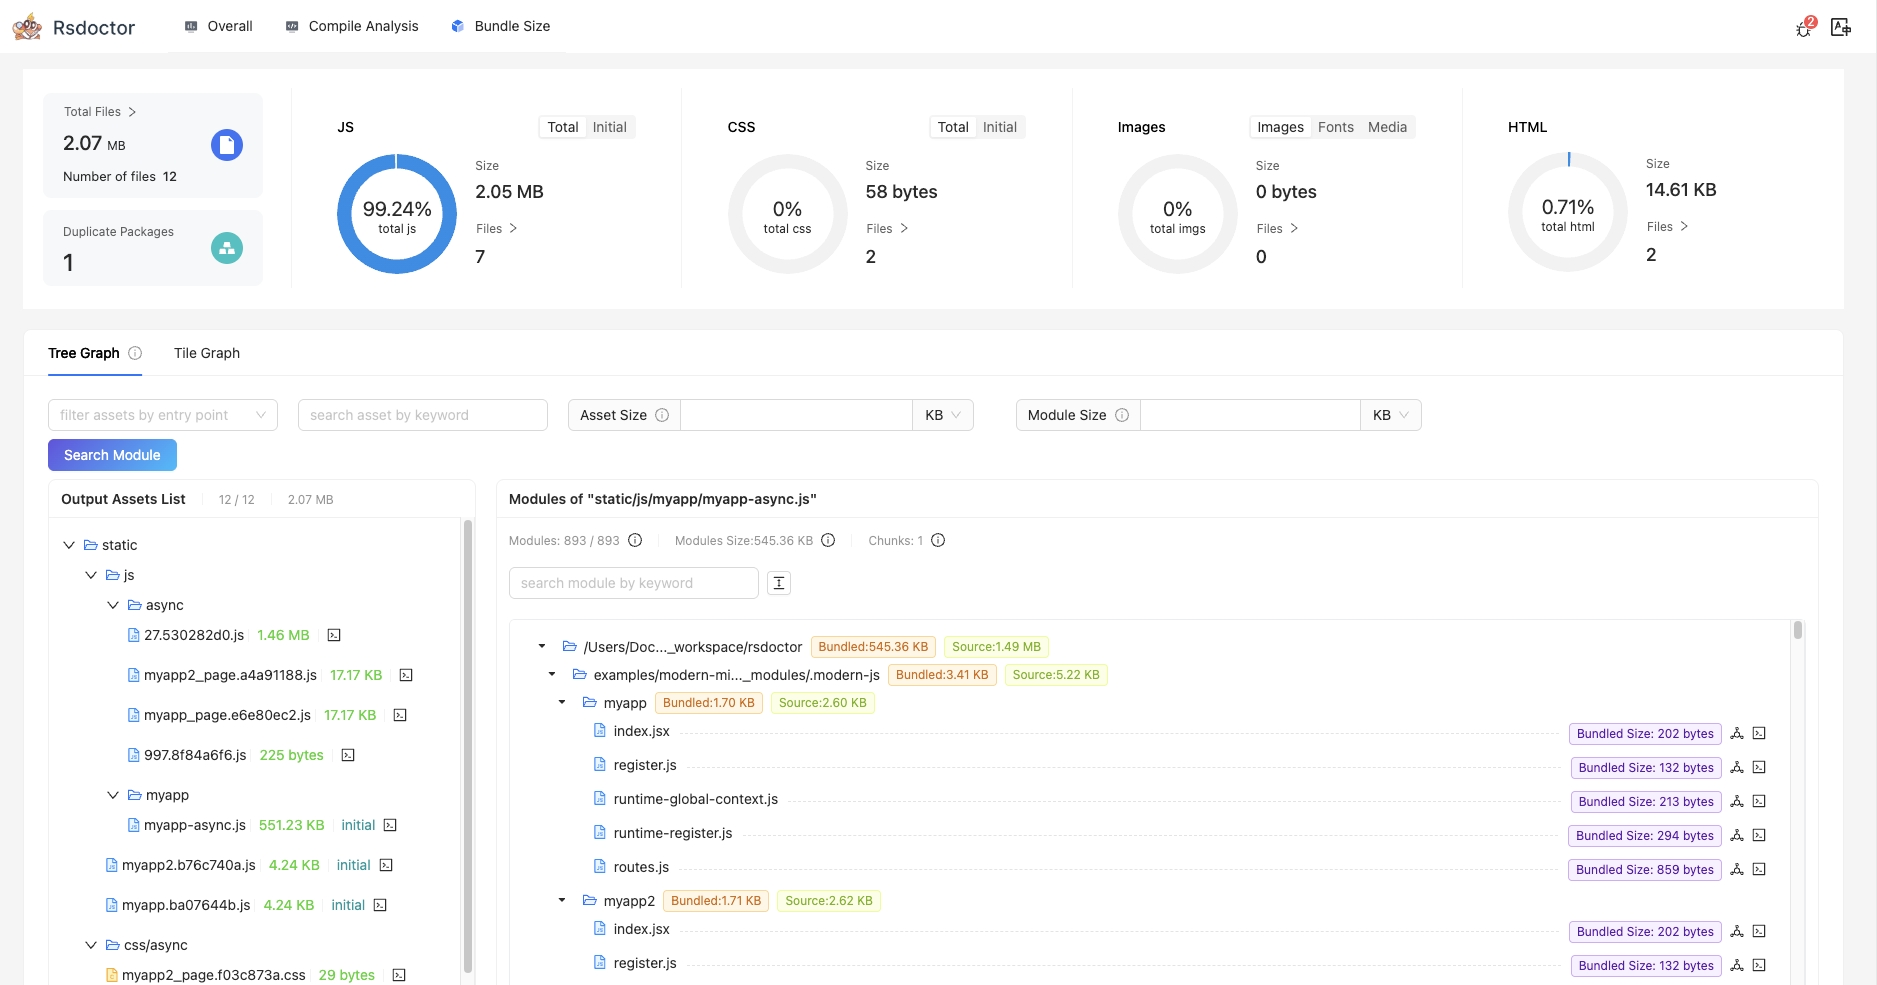 Rsdoctor Overall Compile Analysis Bundle Size 2
Total Files
2.07 MB
Number of files 12
Duplicate Packages
1
JS Total Initial
99.24%
total js
Size
2.05 MB
Files
7
CSS Total Initial
0%
total css
Size
58 bytes
Files
2
Images Images Fonts Media
0%
total imgs
Size
0 bytes
Files
0
HTML
0.71%
total html
Size
14.61 KB
Files
2
Tree Graph Tile Graph
filter assets by entry point search asset by keyword Asset Size KB Module Size KB
Search Module
Output Assets List 12 / 12 2.07 MB
static
js
async
27.530282d0.js 1.46 MB
myapp2_page.a4a91188.js 17.17 KB
myapp_page.e6e80ec2.js 17.17 KB
997.8f84a6f6.js 225 bytes
myapp
myapp-async.js 551.23 KB initial
myapp2.b76c740a.js 4.24 KB initial
myapp.ba07644b.js 4.24 KB initial
css/async
myapp2_page.f03c873a.css 29 bytes
Modules of "static/js/myapp/myapp-async.js"
Modules: 893 / 893 Modules Size:545.36 KB Chunks: 1
search module by keyword
/Users/Doc..._workspace/rsdoctor Bundled:545.36 KB Source:1.49 MB
examples/modern-mi..._modules/.modern-js Bundled:3.41 KB Source:5.22 KB
myapp Bundled:1.70 KB Source:2.60 KB
index.jsx Bundled Size: 202 bytes
register.js Bundled Size: 132 bytes
runtime-global-context.js Bundled Size: 213 bytes
runtime-register.js Bundled Size: 294 bytes
routes.js Bundled Size: 859 bytes
myapp2 Bundled:1.71 KB Source:2.62 KB
index.jsx Bundled Size: 202 bytes
register.js Bundled Size: 132 bytes